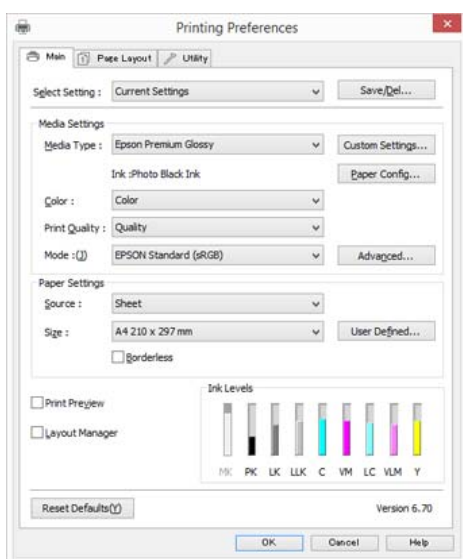 Printing Preferences
Main Page Layout Utility
Select Setting : Current Settings Save/Del...
Media Settings
Media Type : Epson Premium Glossy Custom Settings...
Ink :Photo Black Ink Paper Config...
Color : Color
Print Quality : Quality
Mode :(J) EPSON Standard (sRGB) Advanced...
Paper Settings
Source : Sheet
Size : A4 210 x 297 mm User Defined...
Borderless
Ink Levels
Print Preview
Layout Manager
MK PK LK LLK C VM LC VLM Y
Reset Defaults(Y) Version 6.70
OK Cancel Help